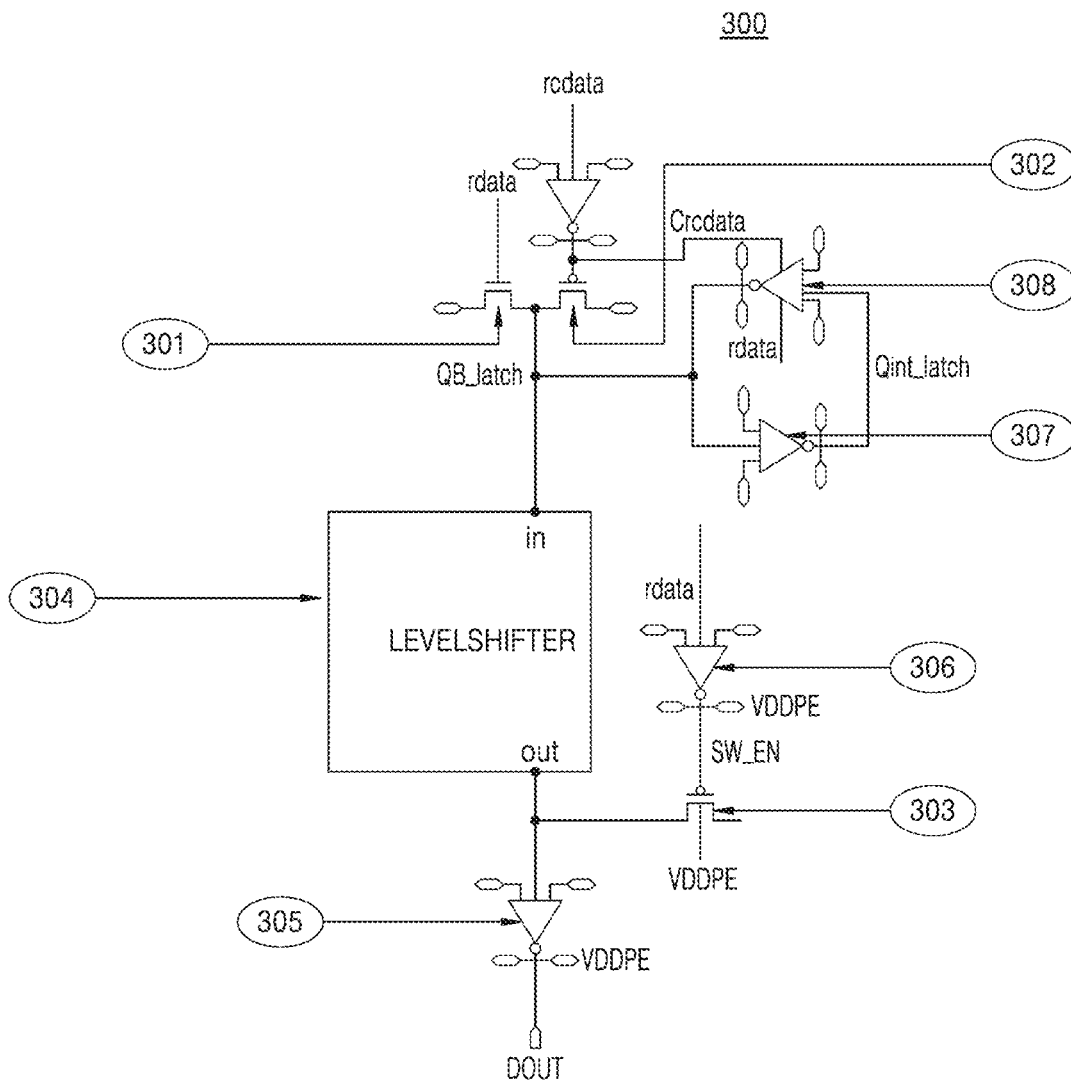 300
rcdata
302
rdata
Crcdata
308
301
rdata
QB_latch
Qint_latch
307
in
304
rdata
LEVELSHIFTER
306
VDDPE
SW_EN
out
303
VDDPE
305
VDDPE
DOUT